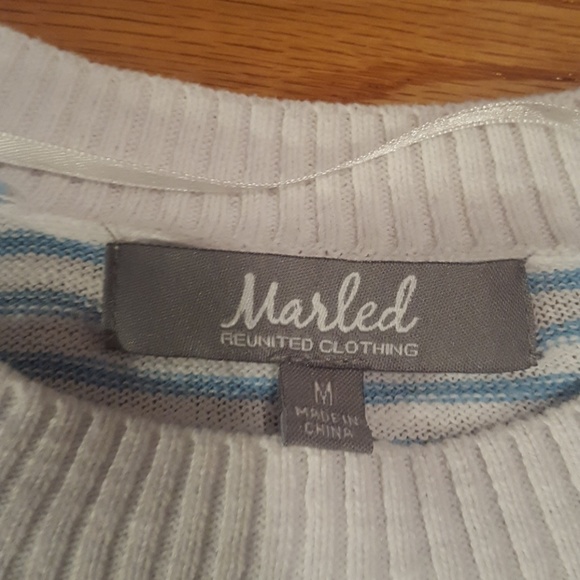 Marled
REUNITED CLOTHING
M
MADE IN
CHINA